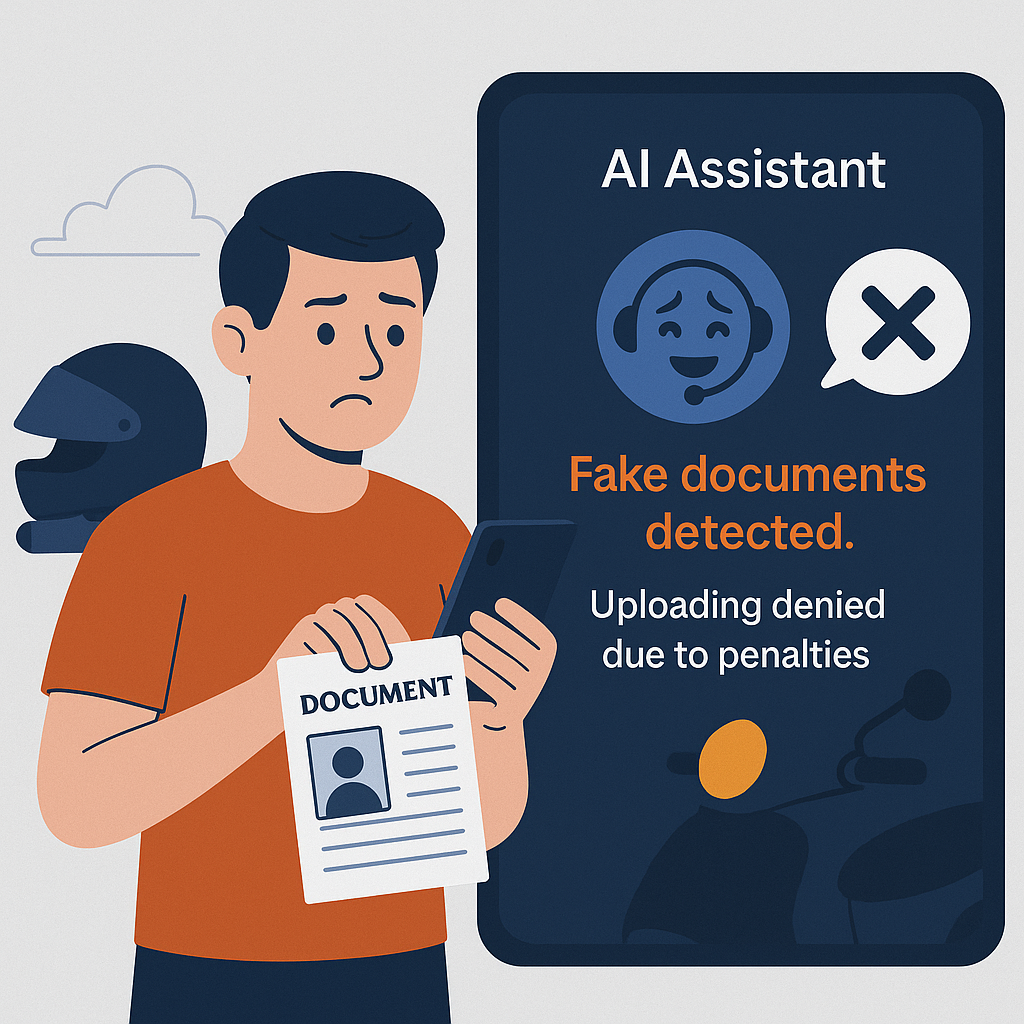 AI Assistant
Fake documents
detected.
Uploading denied
due to penalties
DOCUMENT